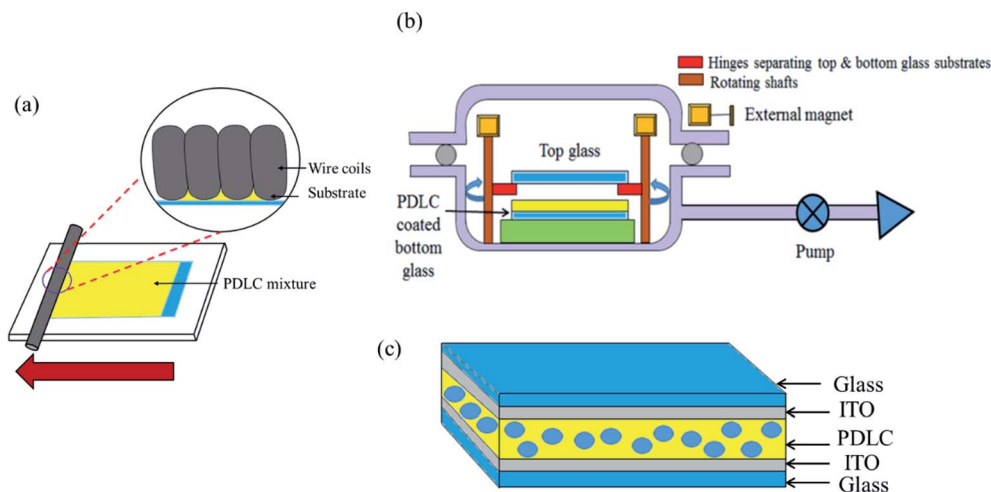 (a)
Wire coils
Substrate
PDLC mixture
(b)
Hinges separating top & bottom glass substrates
Rotating shafts
External magnet
Top glass
PDLC
coated
bottom
glass
Pump
(c)
Glass
ITO
PDLC
ITO
Glass